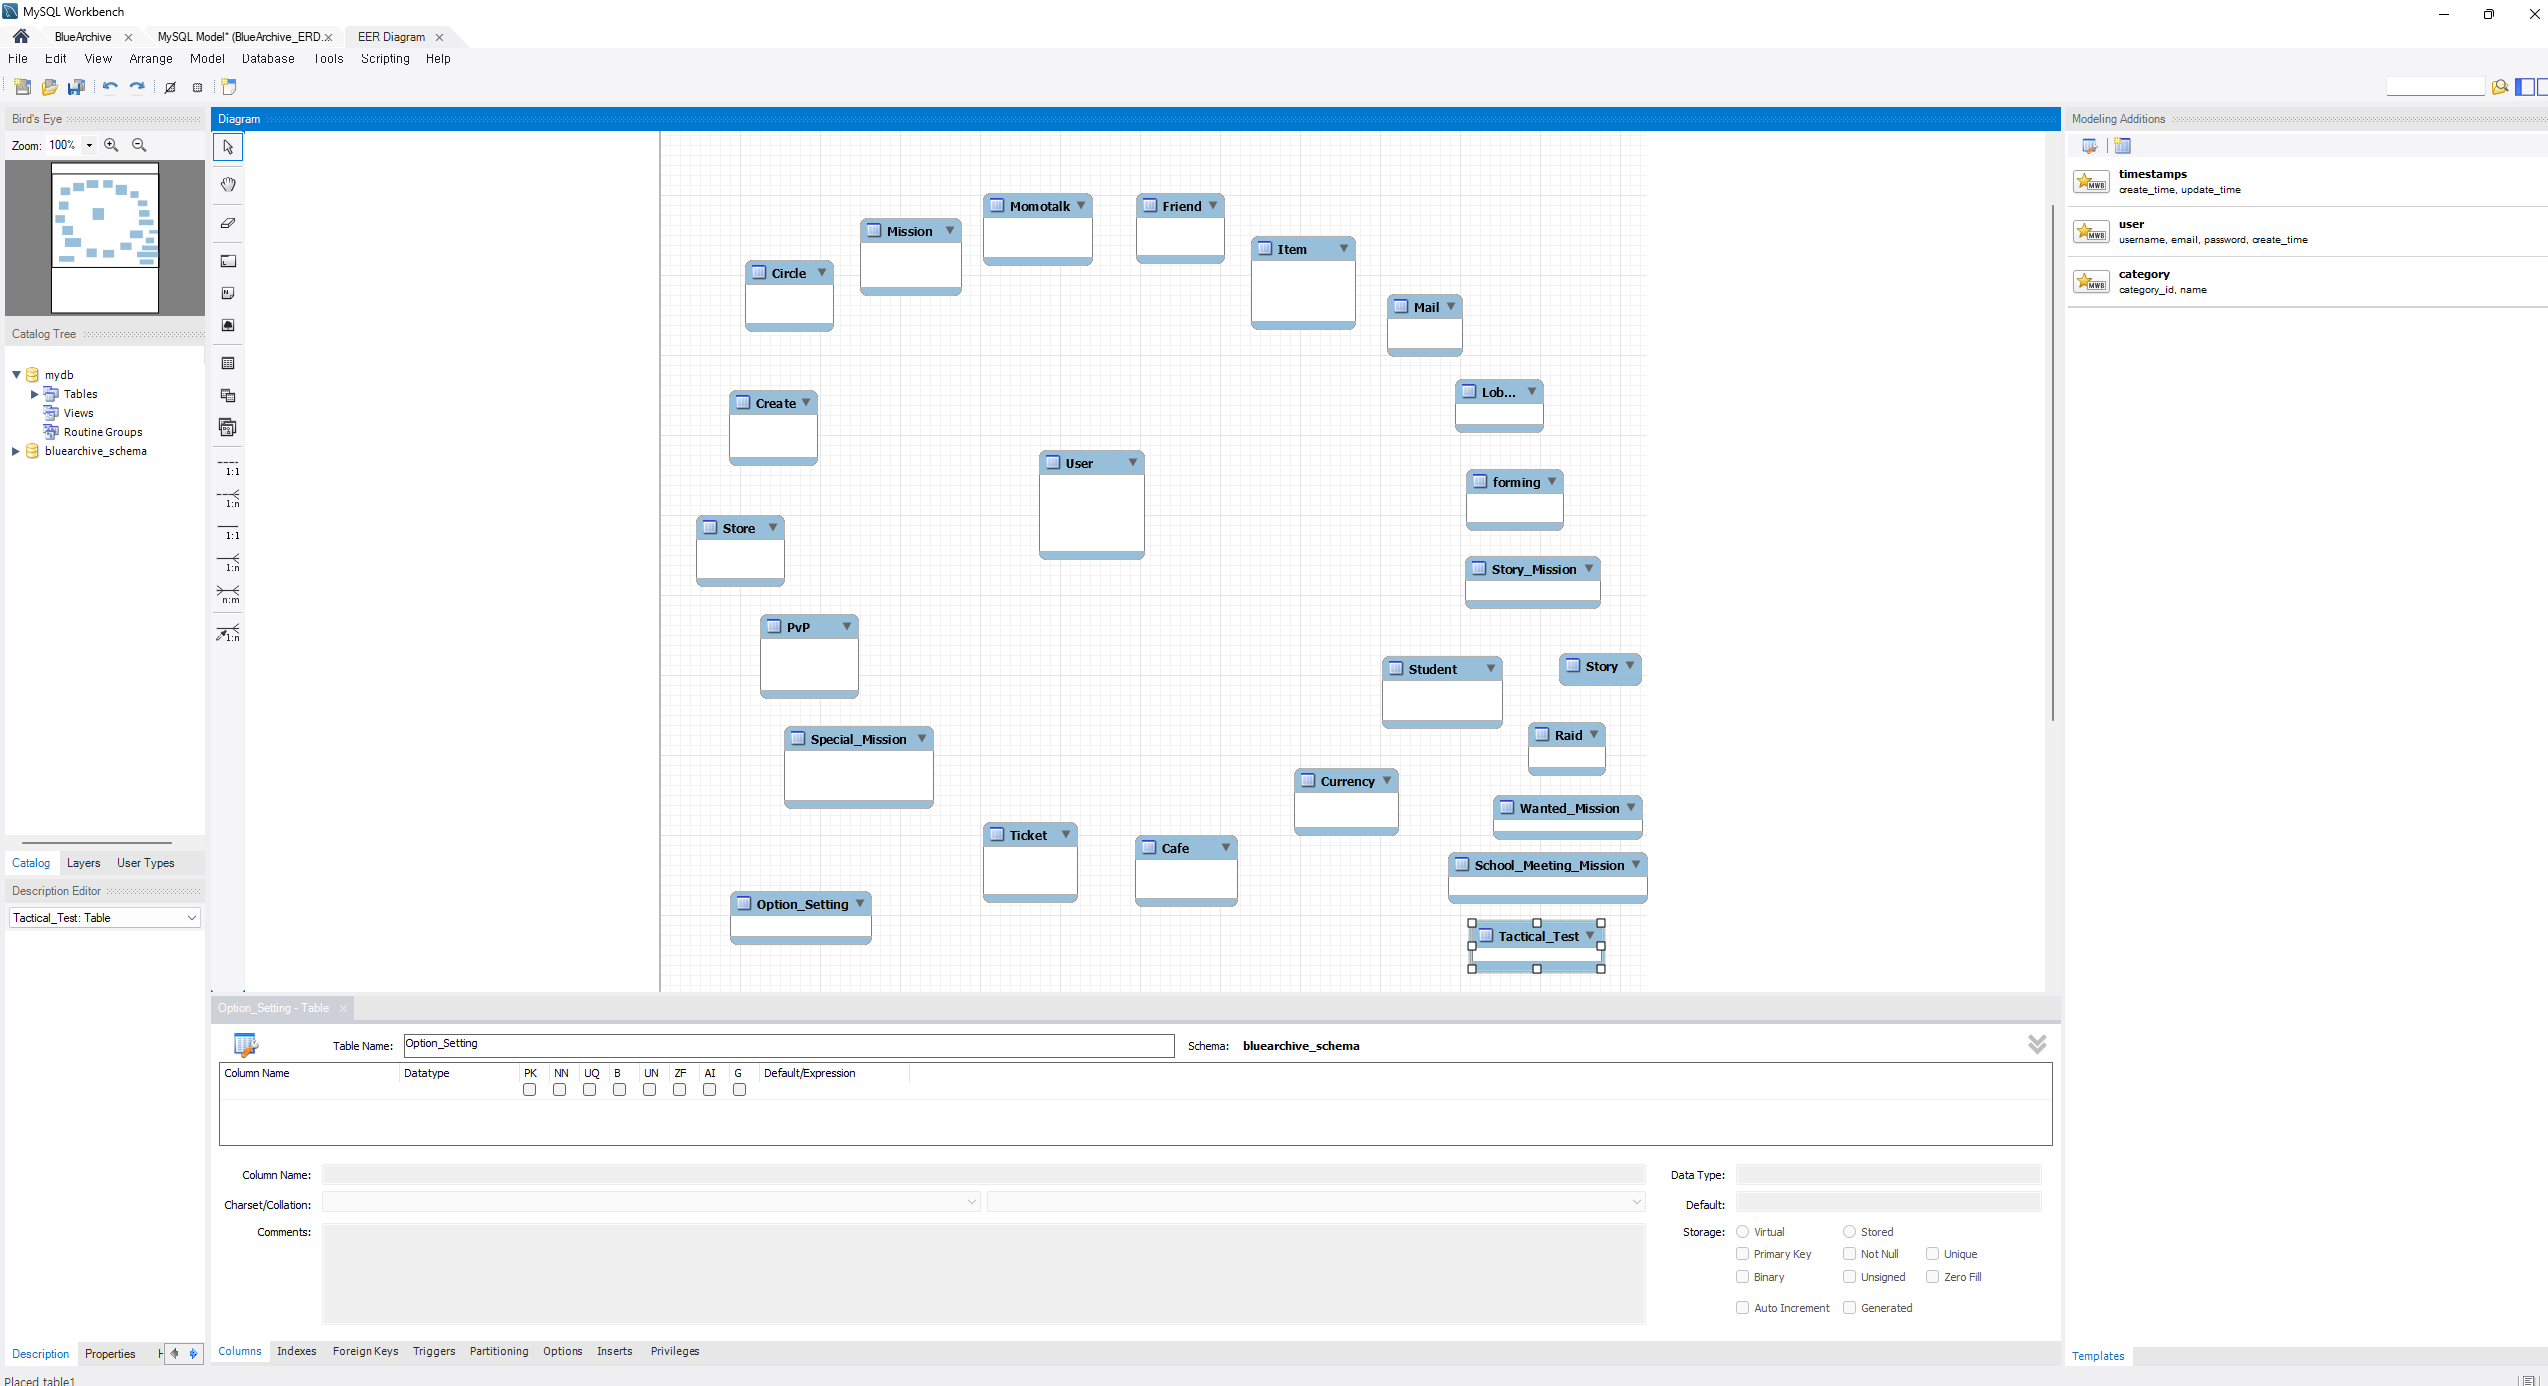 MySQL Workbench
BlueArchive
MySQL Model* (BlueArchive_ERD.
EER Diagram
File Edit View Arrange Model Database Tools Scripting Help
Bird's Eye
Zoom: 100%
Catalog Tree
mydb
Tables
Views
Routine Groups
bluearchive_schema
Catalog Layers User Types
Description Editor
Tactical_Test: Table
Description Properties H
Placed table1
Diagram
1:1
1:n
1:1
1:n
n:m
1:n
Momotalk
Friend
Mission
Item
Circle
Mail
Lob...
Create
User
forming
Store
Story_Mission
PvP
Student
Story
Special_Mission
Raid
Currency
Wanted_Mission
Ticket
Cafe
School_Meeting_Mission
Option_Setting
Tactical_Test
Option_Setting - Table
Table Name: Option_Setting Schema: bluearchive_schema
Column Name Datatype PK NN UQ B UN ZF AI G Default/Expression
Column Name: Data Type:
Charset/Collation: Default:
Comments: Storage: Virtual Stored
Primary Key Not Null Unique
Binary Unsigned Zero Fill
Auto Increment Generated
Columns Indexes Foreign Keys Triggers Partitioning Options Inserts Privileges
Modeling Additions
MWB
timestamps
create_time, update_time
MWB
user
username, email, password, create_time
MWB
category
category_id, name
Templates